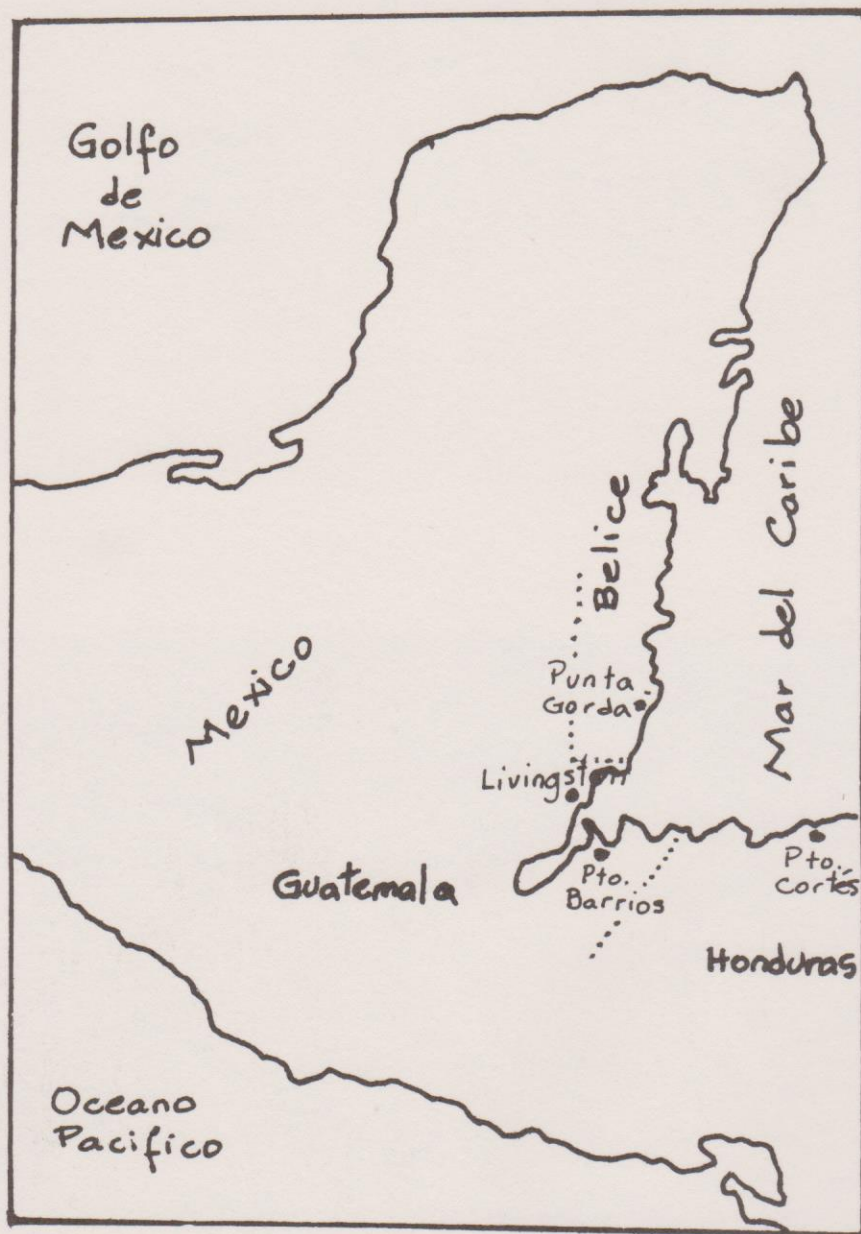 Golfo
de
Mexico
Belice
Mar del Caribe
Mexico
Punta
Gorda
Livingston
Guatemala
Pto.
Barrios
Pto.
Cortés
Honduras
Oceano
Pacifico